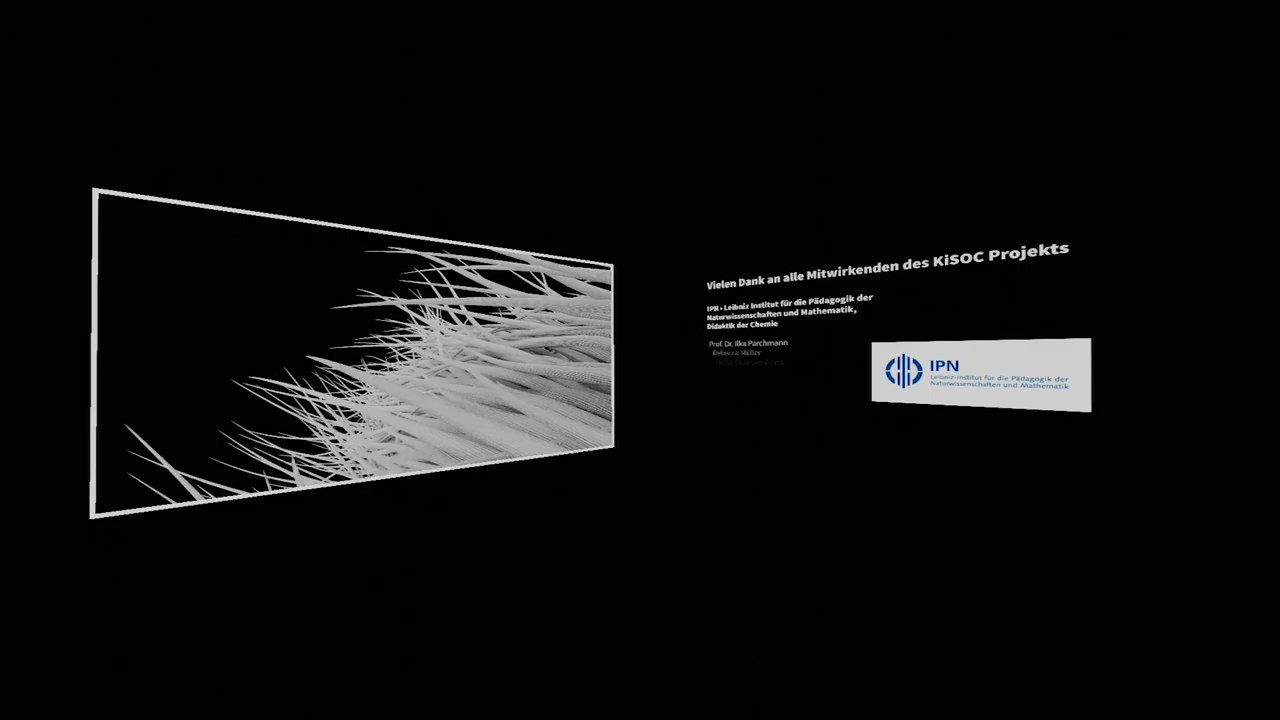 Vielen Dank an alle Mitwirkenden des KiSOC Projekts
IPN • Leibniz Institut für die Pädagogik der
Naturwissenschaften und Mathematik,
Didaktik der Chemie
Prof. Dr. Ilka Parchmann
Rebecca Müller
IPN
Leibniz-Institut für die Pädagogik der
Naturwissenschaften und Mathematik